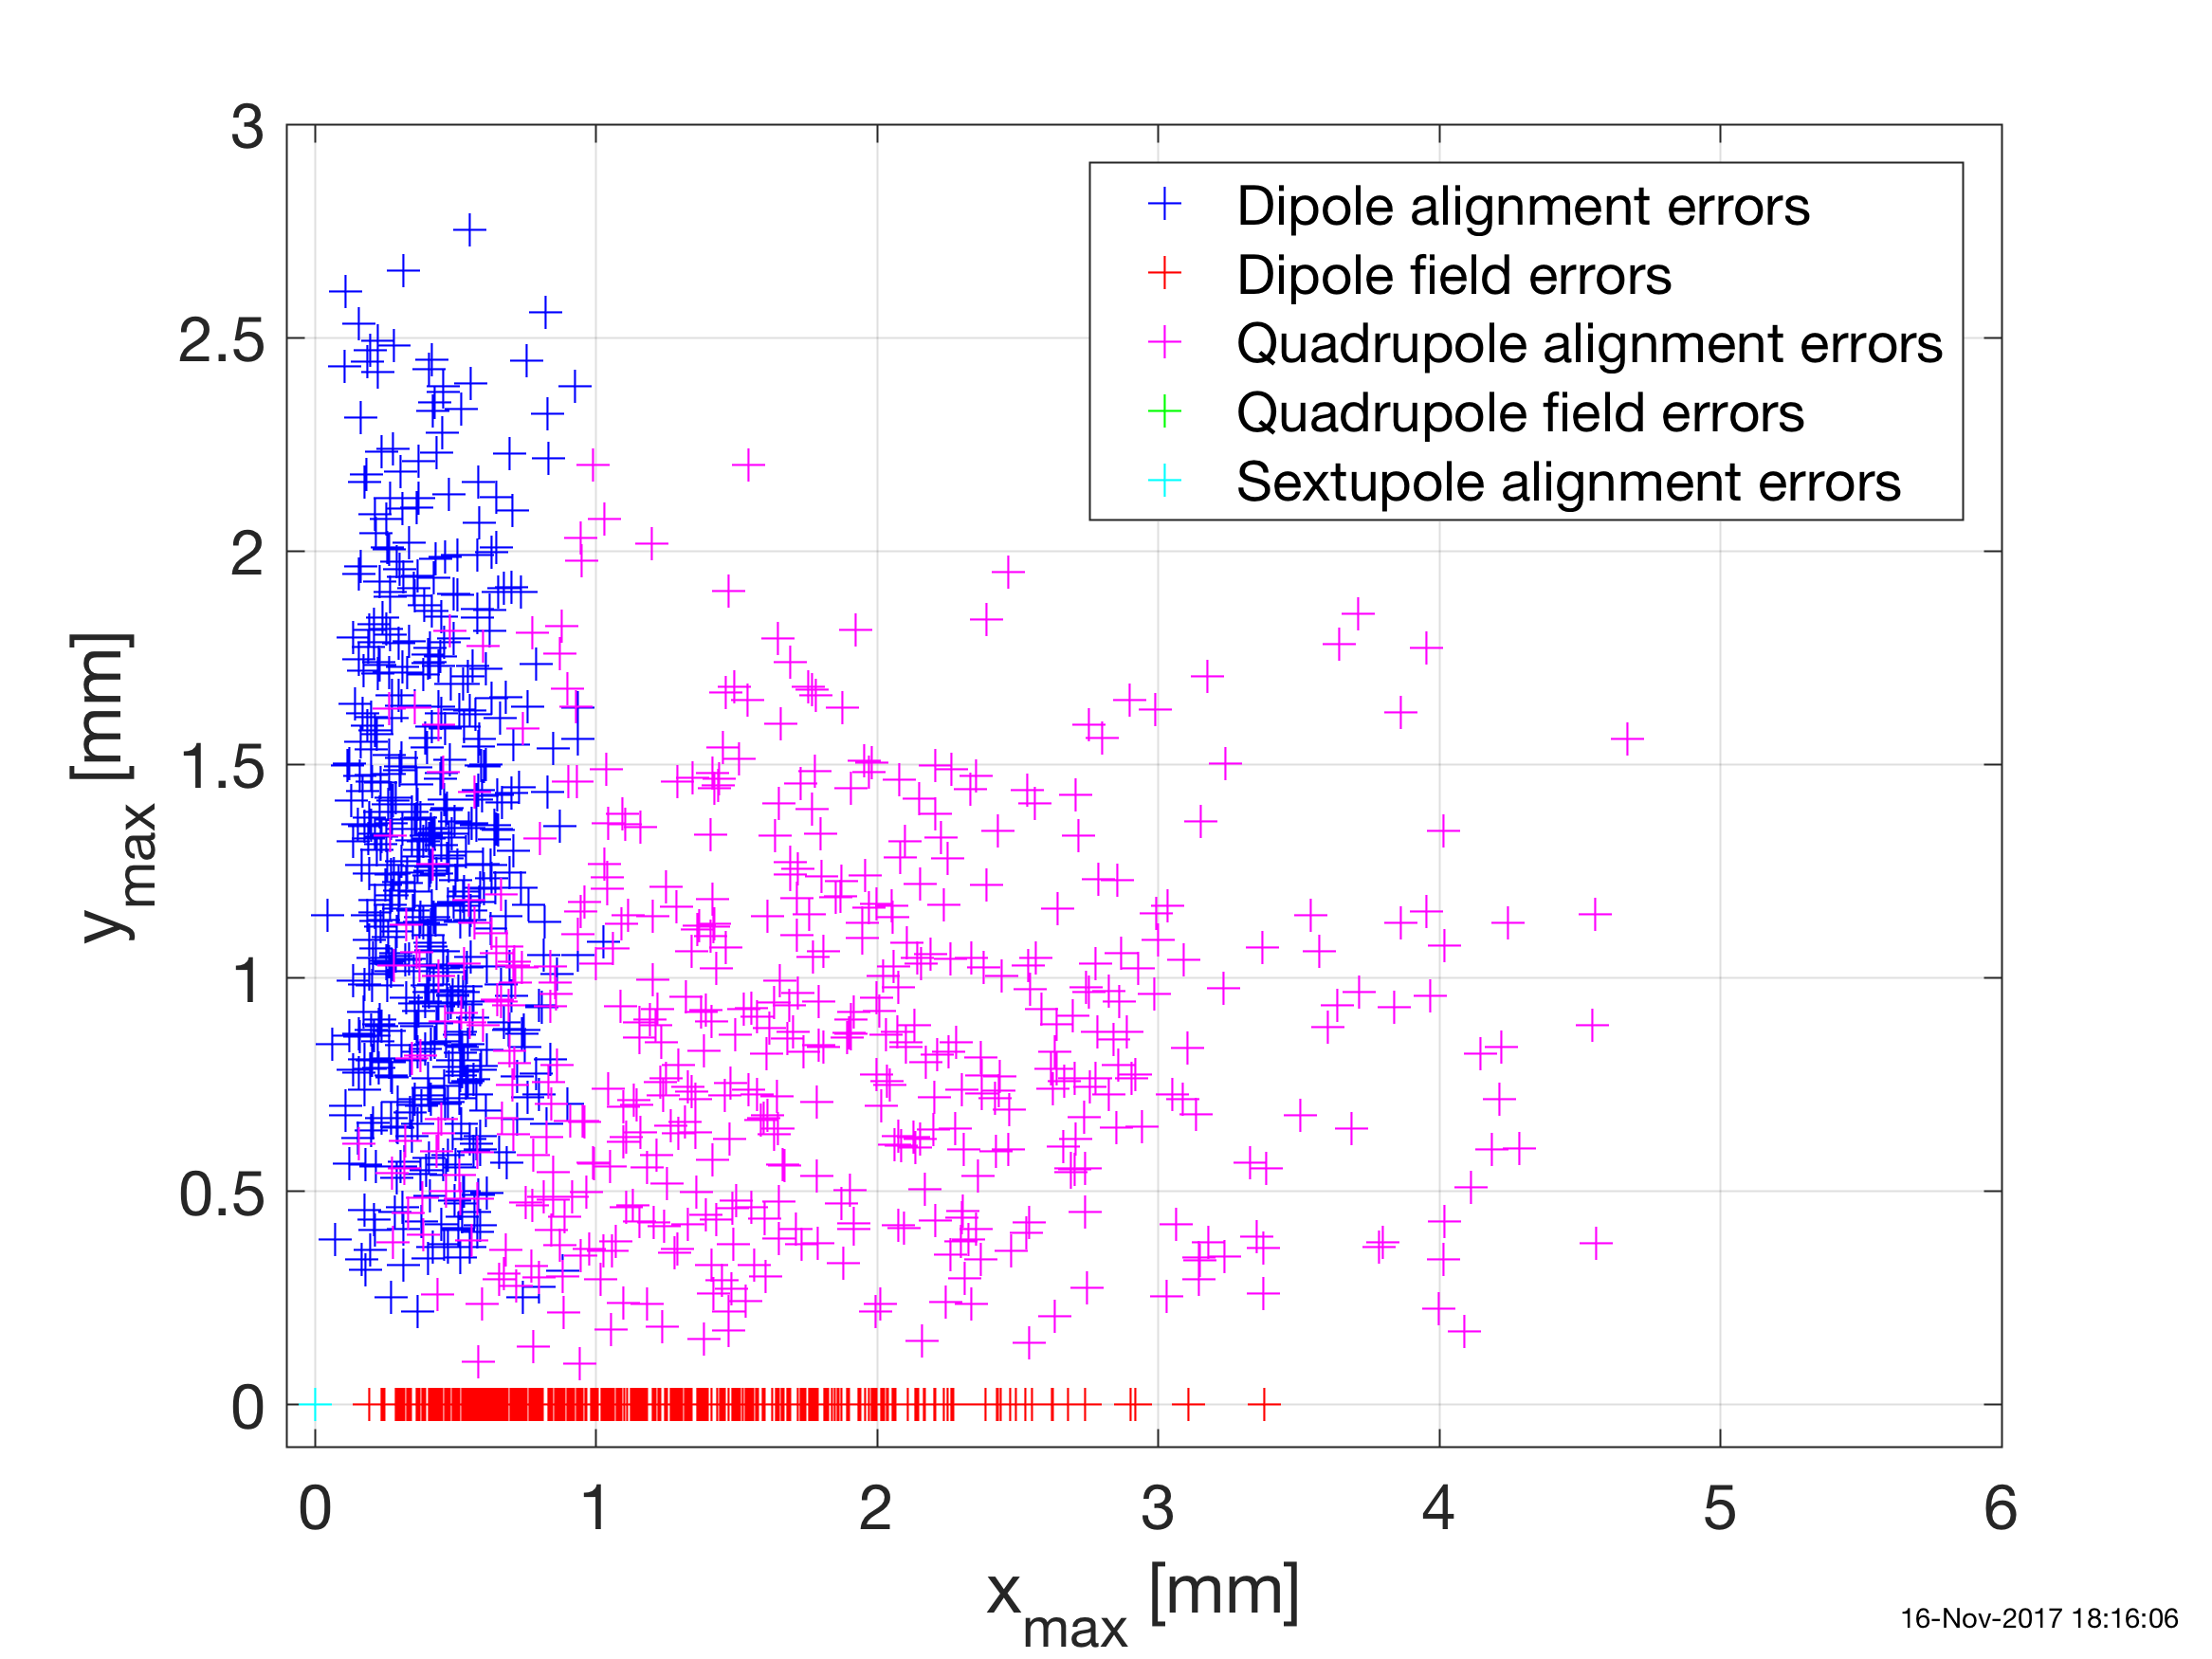 3
2.5
2
1.5
1
0.5
0
y max [mm]
Dipole alignment errors
Dipole field errors
Quadrupole alignment errors
Quadrupole field errors
Sextupole alignment errors
0 1 2 3 4 5 6
x max [mm]
16-Nov-2017 18:16:06